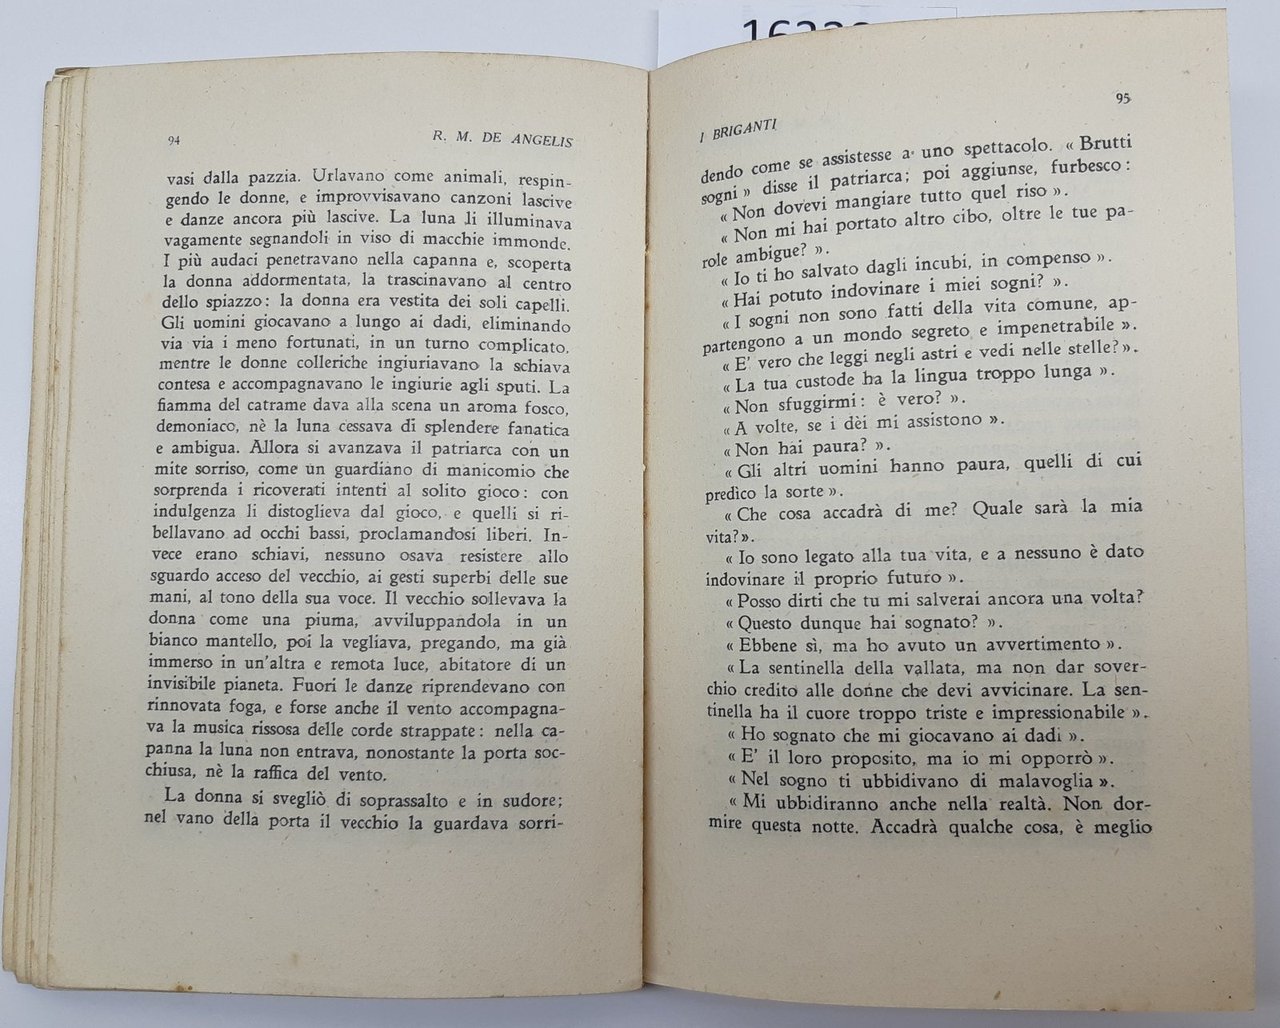 94
R. M. DE ANGELIS
vasi dalla pazzia. Urlavano come animali, respin-
gendo le donne, e improvvisavano canzoni lascive
e danze ancora più lascive. La luna li illuminava
vagamente segnandoli in viso di macchie immonde.
I più audaci penetravano nella capanna e, scoperta
la donna addormentata, la trascinavano al centro
dello spiazzo: la donna era vestita dei soli capelli.
Gli uomini giocavano a lungo ai dadi, eliminando
via via i meno fortunati, in un turno complicato,
mentre le donne colleriche ingiuriavano la schiava
contesa e accompagnavano le ingiurie agli sputi. La
fiamma del catrame dava alla scena un aroma fosco,
demoniaco, nè la luna cessava di splendere fanatica
e ambigua. Allora si avanzava il patriarca con un
mite sorriso, come un guardiano di manicomio che
sorprenda i ricoverati intenti al solito gioco: con
indulgenza li distoglieva dal gioco, e quelli si ri-
bellavano ad occhi bassi, proclamandosi liberi. In-
vece erano schiavi, nessuno osava resistere allo
sguardo acceso del vecchio, ai gesti superbi delle sue
mani, al tono della sua voce. Il vecchio sollevava la
donna come una piuma, avviluppandola in un
bianco mantello, poi la vegliava, pregando, ma già
immerso in un'altra e remota luce, abitatore di un
invisibile pianeta. Fuori le danze riprendevano con
rinnovata foga, e forse anche il vento accompagna-
va la musica rissosa delle corde strappate: nella ca-
panna la luna non entrava, nonostante la porta soc-
chiusa, nè la raffica del vento.
La donna si svegliò di soprassalto e in sudore;
nel vano della porta il vecchio la guardava sorri-
I BRIGANTI
95
dendo come se assistesse a uno spettacolo. « Brutti
sogni » disse il patriarca; poi aggiunse, furbesco:
« Non dovevi mangiare tutto quel riso ».
« Non mi hai portato altro cibo, oltre le tue pa-
role ambigue? ».
« Io ti ho salvato dagli incubi, in compenso ».
« Hai potuto indovinare i miei sogni? ».
« I sogni non sono fatti della vita comune, ap-
partengono a un mondo segreto e impenetrabile ».
« E' vero che leggi negli astri e vedi nelle stelle? ».
« La tua custode ha la lingua troppo lunga ».
« Non sfuggirmi: è vero? ».
« A volte, se i dèi mi assistono ».
« Non hai paura? ».
« Gli altri uomini hanno paura, quelli di cui
predìco la sorte ».
« Che cosa accadrà di me? Quale sarà la mia
vita? ».
« Io sono legato alla tua vita, e a nessuno è dato
indovinare il proprio futuro ».
« Posso dirti che tu mi salverai ancora una volta?
« Questo dunque hai sognato? ».
« Ebbene sì, ma ho avuto un avvertimento ».
« La sentinella della vallata, ma non dar sover-
chio credito alle donne che devi avvicinare. La sen-
tinella ha il cuore troppo triste e impressionabile ».
« Ho sognato che mi giocavano ai dadi ».
« E' il loro proposito, ma io mi opporrò ».
« Nel sogno ti ubbidivano di malavoglia ».
« Mi ubbidiranno anche nella realtà. Non dor-
mire questa notte. Accadrà qualche cosa, è meglio